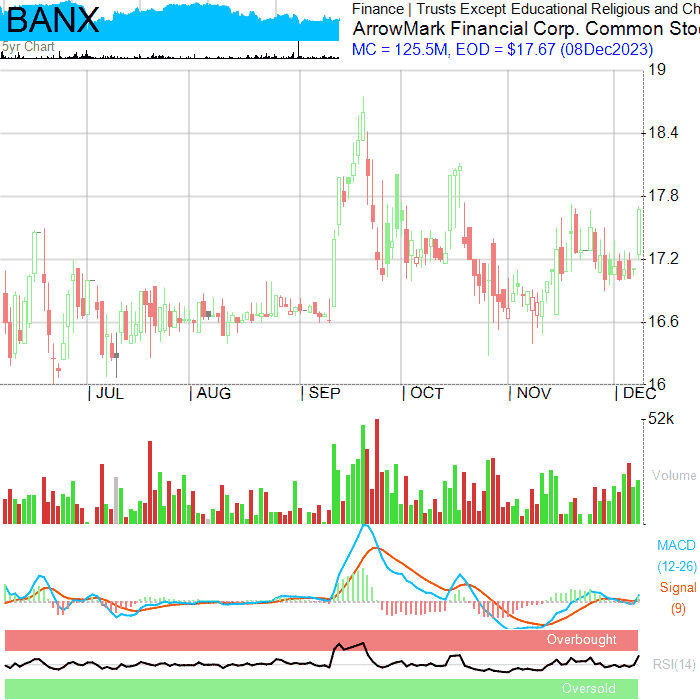 BANX
5yr Chart
Finance | Trusts Except Educational Religious and Ch
ArrowMark Financial Corp. Common Sto
MC = 125.5M, EOD = $17.67 (08Dec2023)
19
18.4
17.8
17.2
16.6
16
| JUL | AUG | SEP | OCT | NOV | DEC
52k
Volume
MACD
(12-26)
Signal
(9)
Overbought
RSI(14)
Oversold